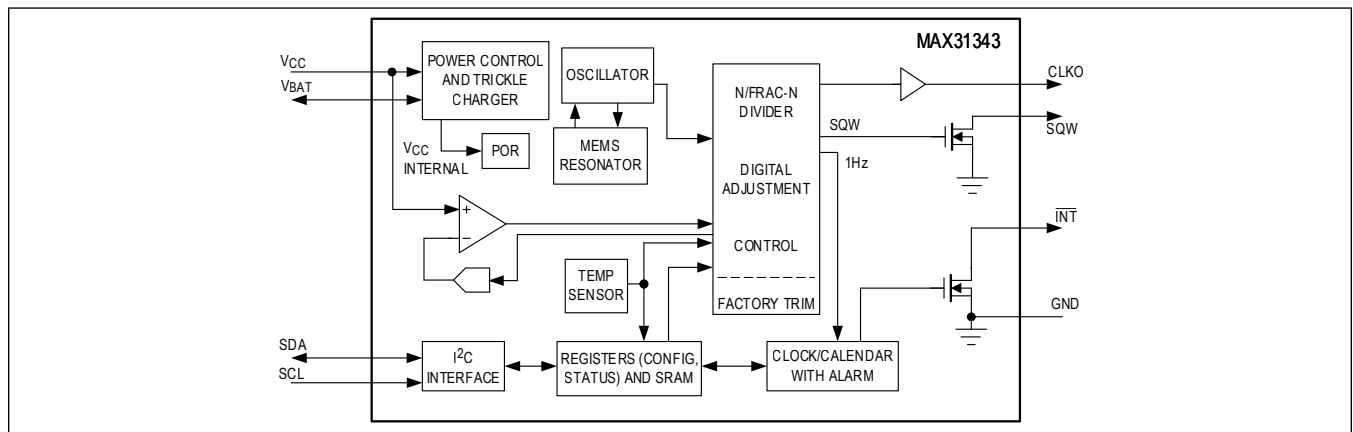 MAX31343
VCC
VBAT
POWER CONTROL
AND TRICKLE
CHARGER
VCC
INTERNAL
POR
OSCILLATOR
MEMS
RESONATOR
N/FRAC-N
DIVIDER
DIGITAL
ADJUSTMENT
CONTROL
FACTORY TRIM
SQW
1Hz
CLKO
SQW
INT
GND
+
−
TEMP
SENSOR
SDA
SCL
I2C
INTERFACE
REGISTERS (CONFIG,
STATUS) AND SRAM
CLOCK/CALENDAR
WITH ALARM